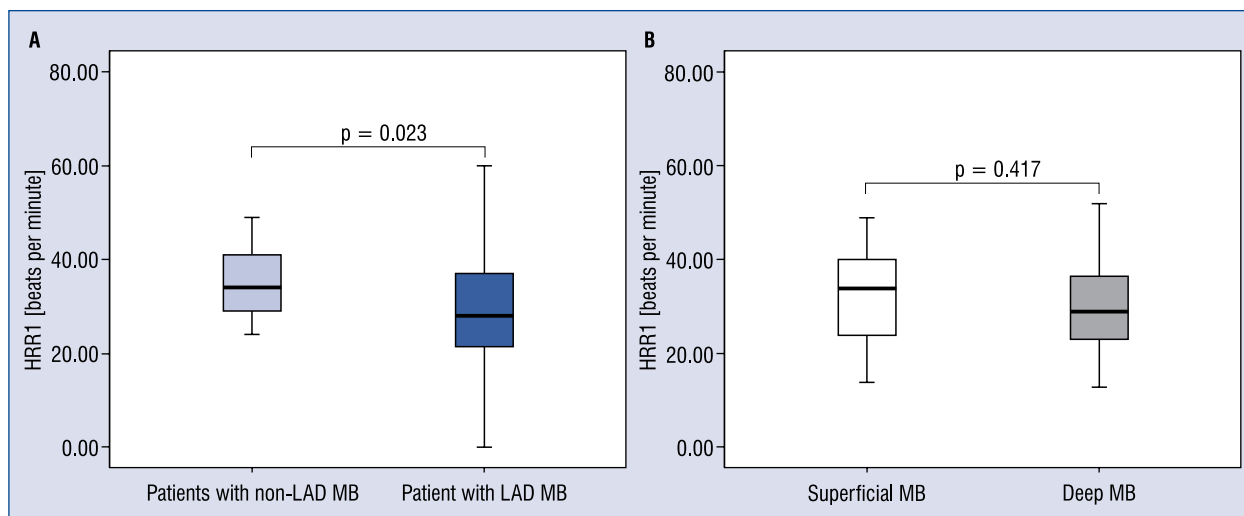 A
HRR1 [beats per minute]
80.00
60.00
40.00
20.00
0.00
p = 0.023
Patients with non-LAD MB
Patient with LAD MB
B
HRR1 [beats per minute]
80.00
60.00
40.00
20.00
0.00
p = 0.417
Superficial MB
Deep MB